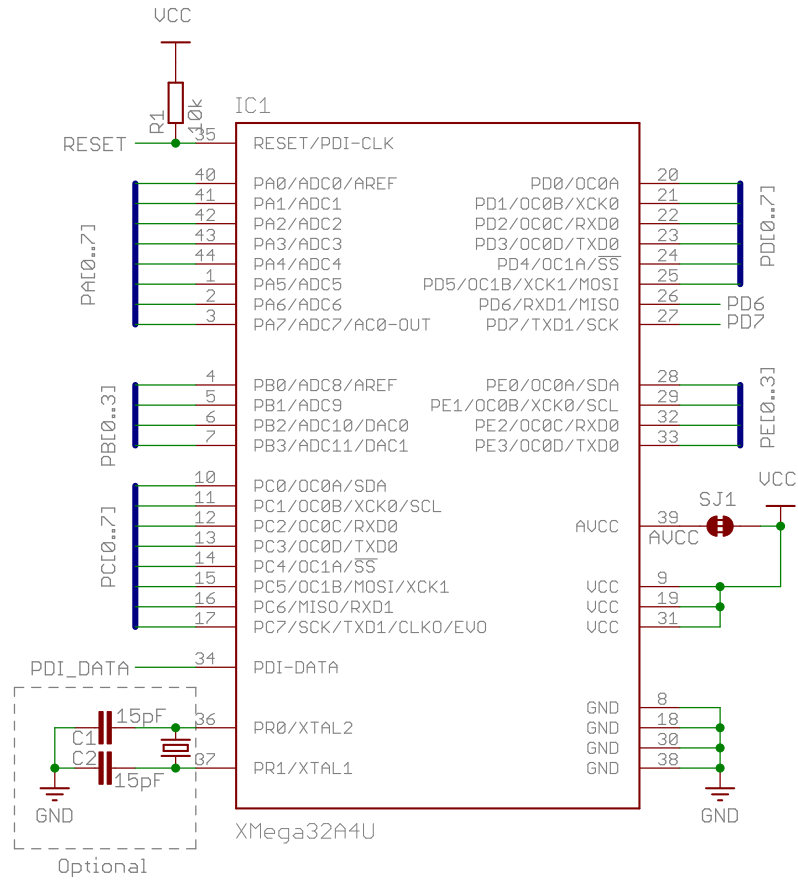 VCC
R1
10k
IC1
RESET
35
RESET/PDI-CLK
PA[0..7]
40
PA0/ADC0/AREF
41
PA1/ADC1
42
PA2/ADC2
43
PA3/ADC3
44
PA4/ADC4
1
PA5/ADC5
2
PA6/ADC6
3
PA7/ADC7/AC0-OUT
PB[0..3]
4
PB0/ADC8/AREF
5
PB1/ADC9
6
PB2/ADC10/DAC0
7
PB3/ADC11/DAC1
PC[0..7]
10
PC0/OC0A/SDA
11
PC1/OC0B/XCK0/SCL
12
PC2/OC0C/RXD0
13
PC3/OC0D/TXD0
14
PC4/OC1A/SS
15
PC5/OC1B/MOSI/XCK1
16
PC6/MISO/RXD1
17
PC7/SCK/TXD1/CLKO/EVO
PDI_DATA
34
PDI-DATA
15pF
36
PR0/XTAL2
C1
C2
37
PR1/XTAL1
15pF
GND
Optional
PD0/OC0A
20
PD1/OC0B/XCK0
21
PD2/OC0C/RXD0
22
PD3/OC0D/TXD0
23
PD4/OC1A/SS
24
PD5/OC1B/XCK1/MOSI
25
PD[0..7]
PD6/RXD1/MISO
26
PD6
PD7/TXD1/SCK
27
PD7
PE0/OC0A/SDA
28
PE1/OC0B/XCK0/SCL
29
PE2/OC0C/RXD0
32
PE3/OC0D/TXD0
33
PE[0..3]
VCC
SJ1
AVCC
39
AVCC
VCC
9
VCC
19
VCC
31
GND
8
GND
18
GND
30
GND
38
GND
XMega32A4U